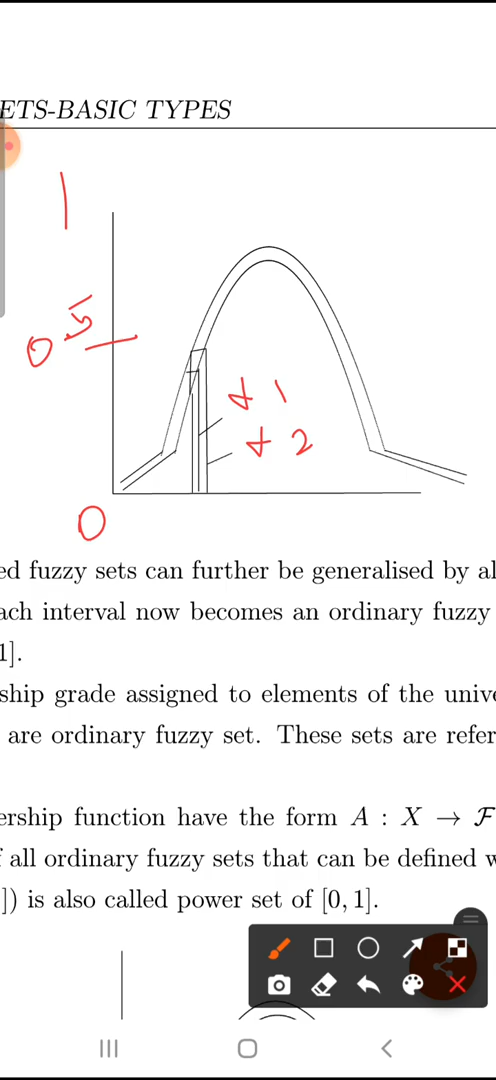 ETS-BASIC TYPES
1
0.5
α 1
α 2
0
ed fuzzy sets can further be generalised by al
ach interval now becomes an ordinary fuzzy
1].
ship grade assigned to elements of the unive
are ordinary fuzzy set. These sets are refer
ership function have the form A : X → ℱ
f all ordinary fuzzy sets that can be defined w
]) is also called power set of [0, 1].